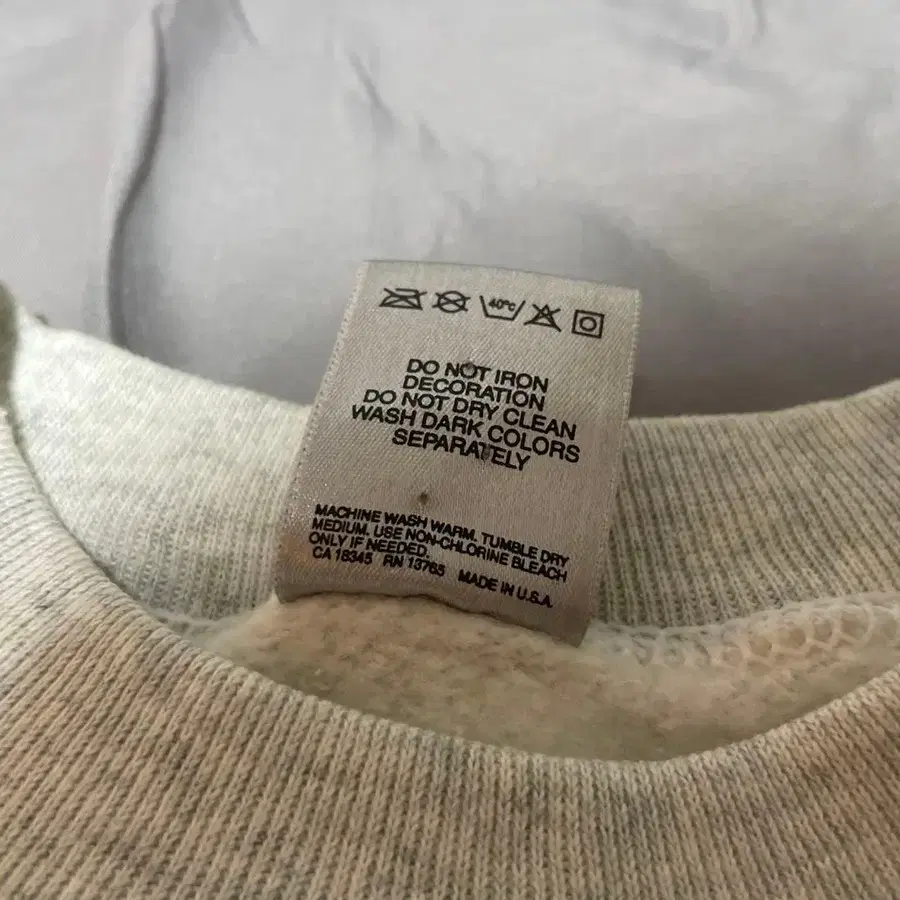 40°C
DO NOT IRON
DECORATION
DO NOT DRY CLEAN
WASH DARK COLORS
SEPARATELY
MACHINE WASH WARM. TUMBLE DRY
MEDIUM. USE NON-CHLORINE BLEACH
ONLY IF NEEDED.
CA 18345 RN 13765 MADE IN U.S.A.